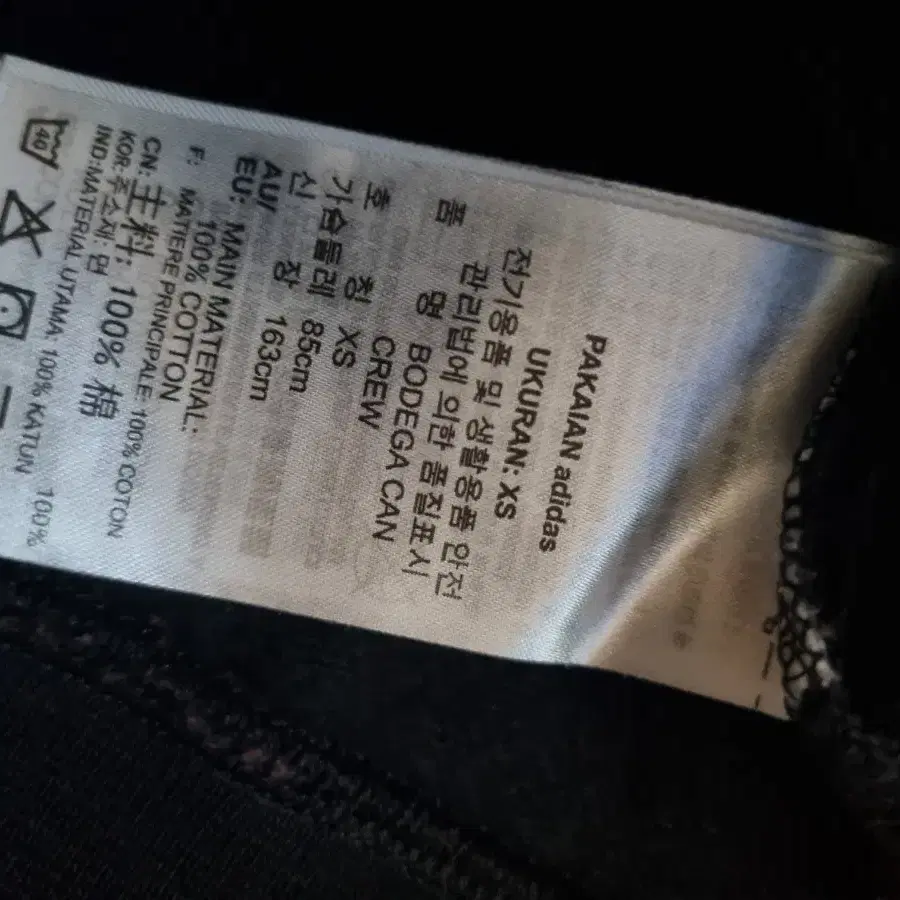 PAKAIAN adidas
UKURAN: XS
전기용품 및 생활용품 안전
관리법에 의한 품질표시
품 명 BODEGA CAN
CREW
호 칭 XS
가슴둘레 85cm
신 장 163cm
AU/
EU: MAIN MATERIAL:
100% COTTON
F: MATIERE PRINCIPALE: 100% COTON
CN: 主料: 100% 棉
KOR: 주소재: 면 100%
IND:MATERIAL UTAMA: 100% KATUN
40